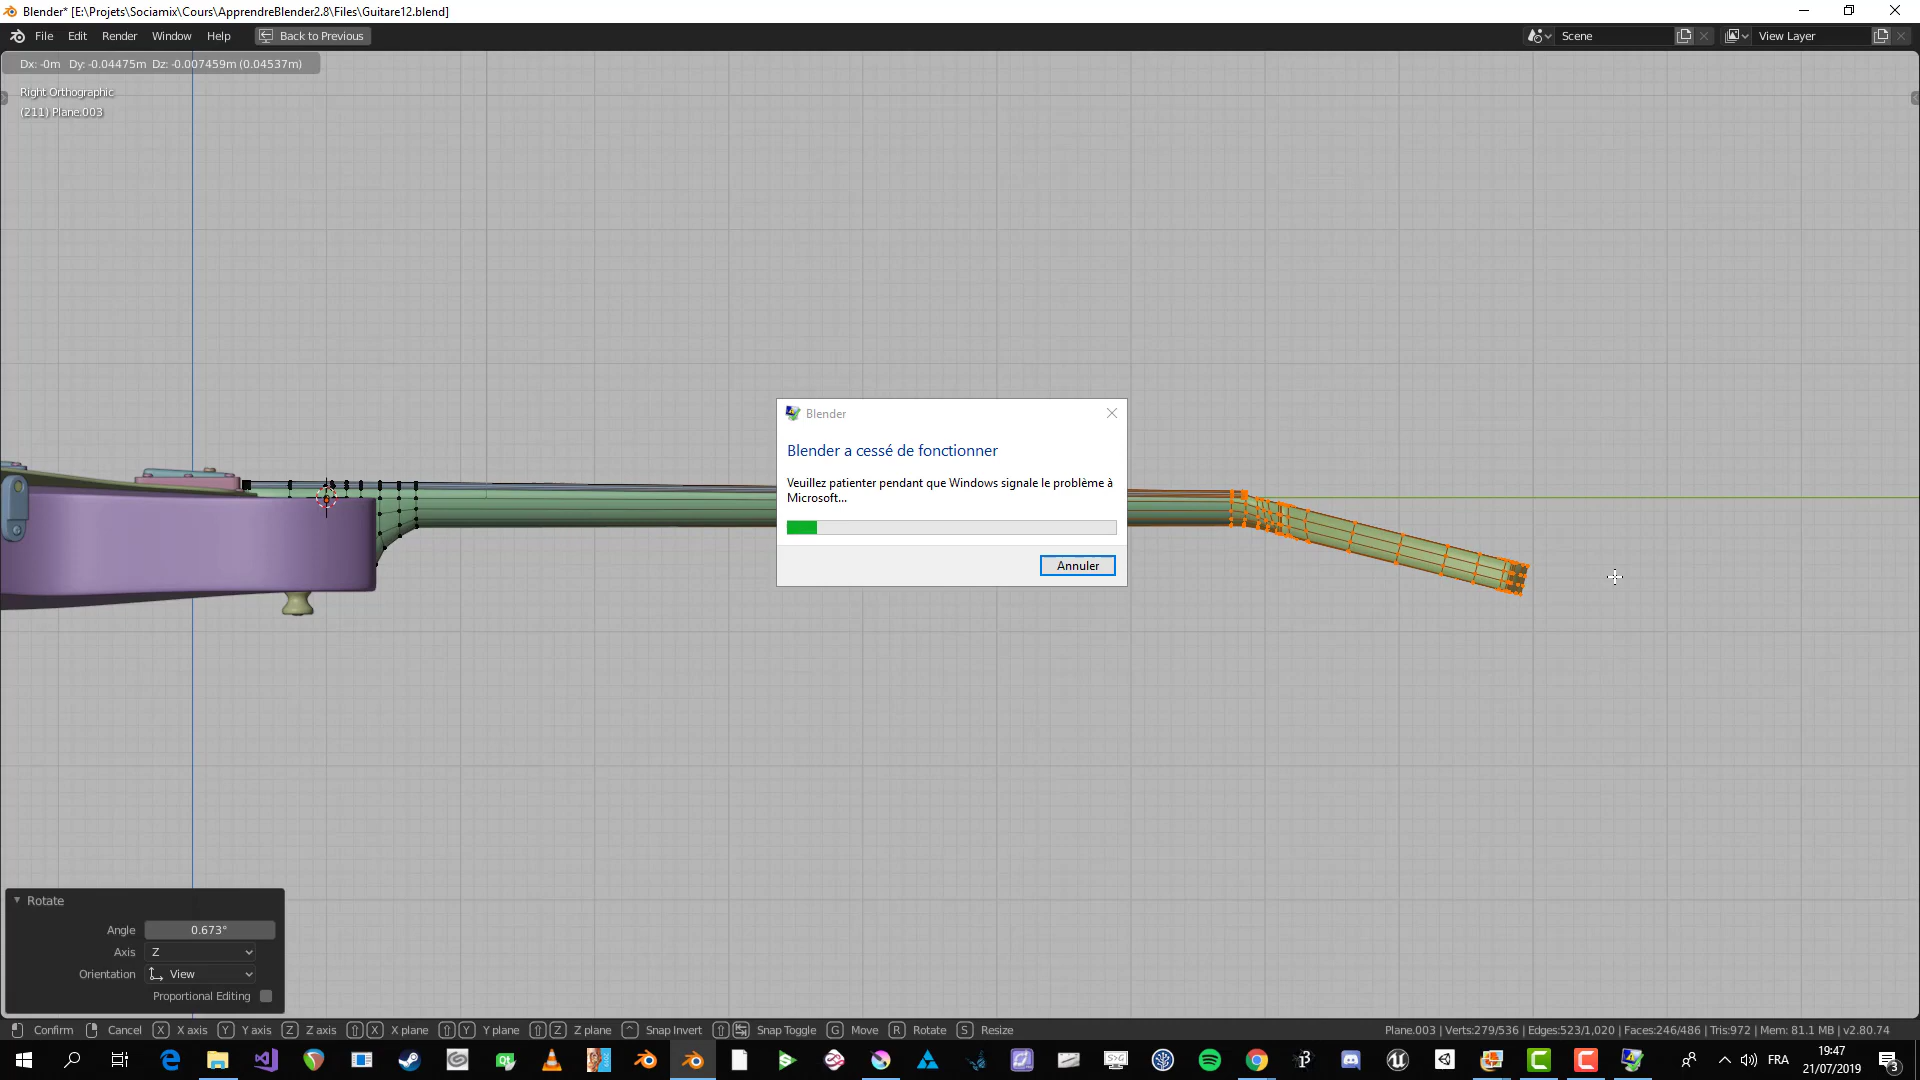 Blender* [E:\Projets\Sociamix\Cours\ApprendreBlender2.8\Files\Guitare12.blend]
File Edit Render Window Help Back to Previous Scene View Layer
Dx: -0m Dy: -0.04475m Dz: -0.007459m (0.04537m)
Right Orthographic
(211) Plane.003
Blender
Blender a cessé de fonctionner
Veuillez patienter pendant que Windows signale le problème à
Microsoft...
Annuler
Rotate
Angle 0.673°
Axis Z
Orientation View
Proportional Editing
Confirm Cancel X X axis Y Y axis Z Z axis X X plane Y Y plane Z Z plane ^ Snap Invert Snap Toggle G Move R Rotate S Resize Plane.003 | Verts:279/536 | Edges:523/1,020 | Faces:246/486 | Tris:972 | Mem: 81.1 MB | v2.80.74
FRA
19:47
21/07/2019
3